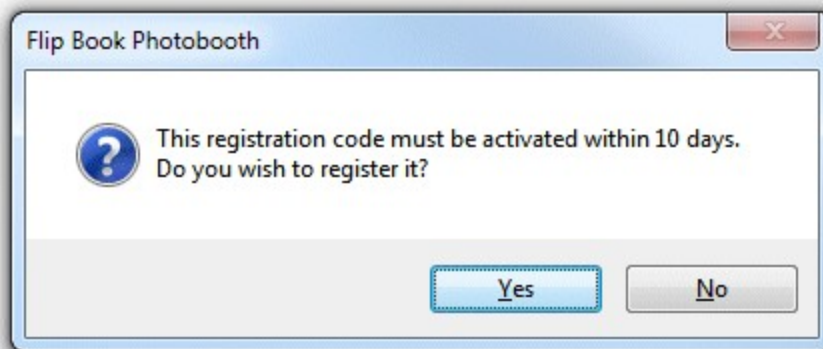 Flip Book Photobooth
This registration code must be activated within 10 days.
Do you wish to register it?
Yes
No